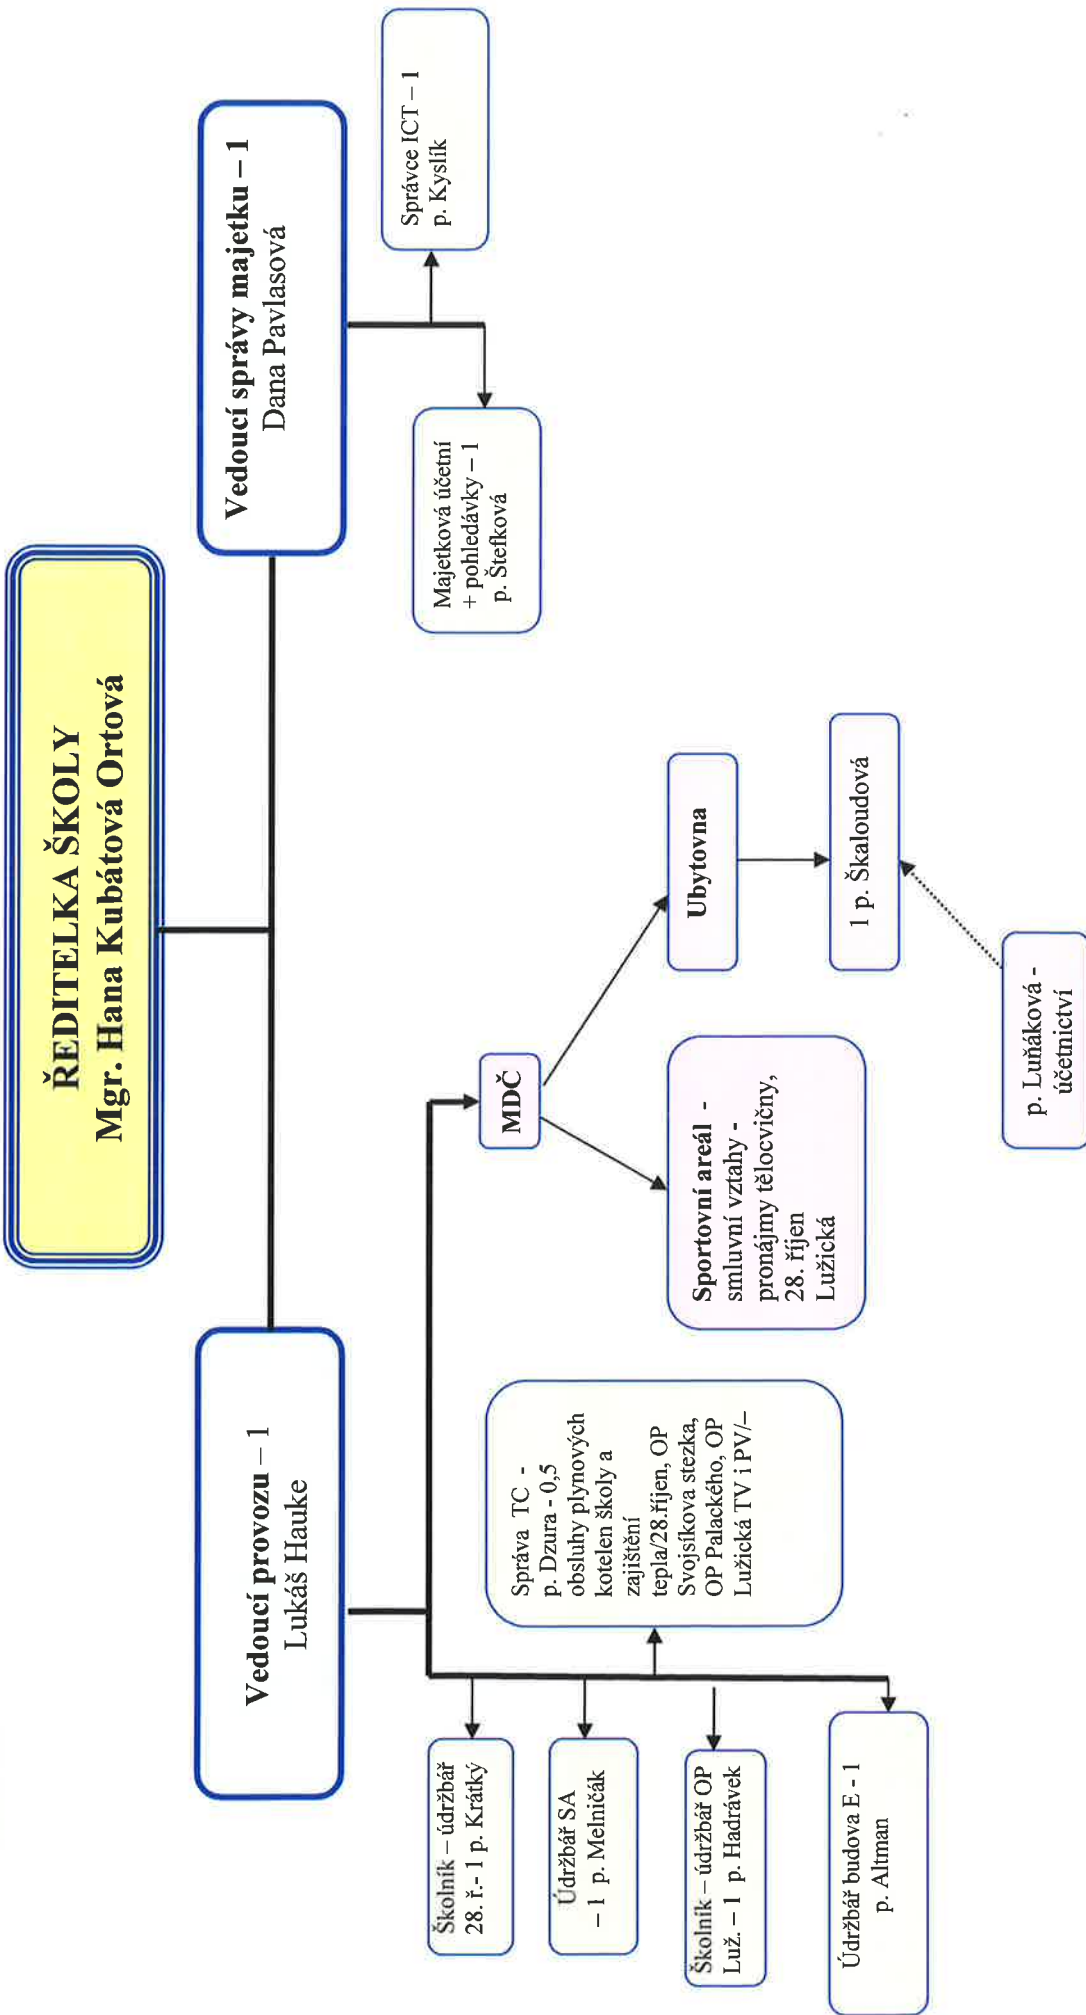 ŘEDITELKA ŠKOLY
Mgr. Hana Kubátová Ortová
Vedoucí provozu – 1
Lukáš Hauke
Vedoucí správy majetku – 1
Dana Pavlasová
Školník – údržbář
28. ř.- 1 p. Krátký
Údržbář SA
– 1 p. Melničák
Školník – údržbář OP
Luž. – 1 p. Hadrávek
Údržbář budova E - 1
p. Altman
Správa TC -
p. Dzura - 0,5
obsluhy plynových
kotelen školy a
zajištění
tepla/28.říjen, OP
Svojsíkova stezka,
OP Palackého, OP
Lužická TV i PV/–
MDČ
Sportovní areál -
smluvní vztahy -
pronájmy tělocvičny,
28. říjen
Lužická
Ubytovna
1 p. Škaloudová
p. Luňáková -
účetnictví
Majetková účetní
+ pohledávky – 1
p. Štefková
Správce ICT – 1
p. Kyslík